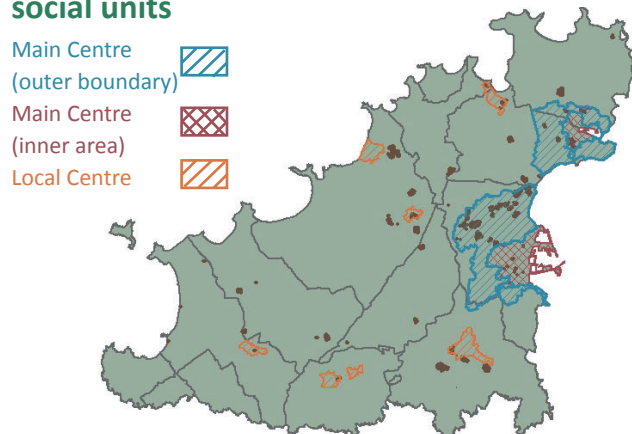 social units
Main Centre
(outer boundary)
Main Centre
(inner area)
Local Centre